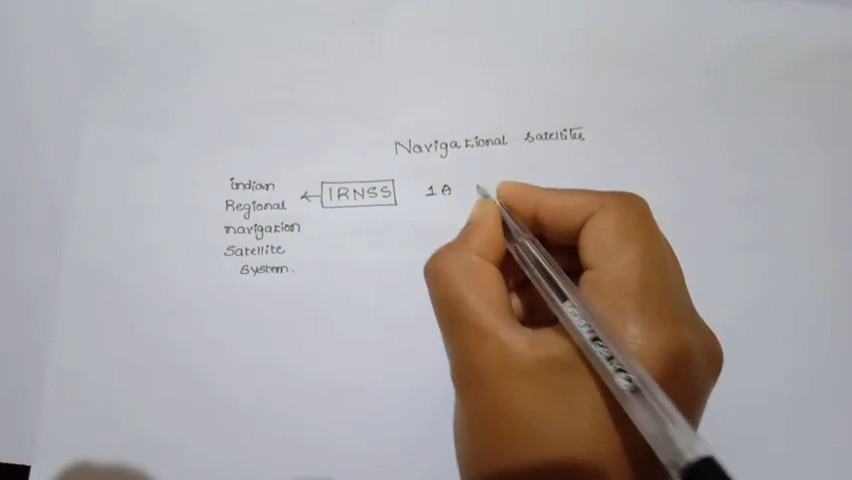 Navigational satellites
IRNSS 1A
indian
Regional
navigation
Satellite
System.